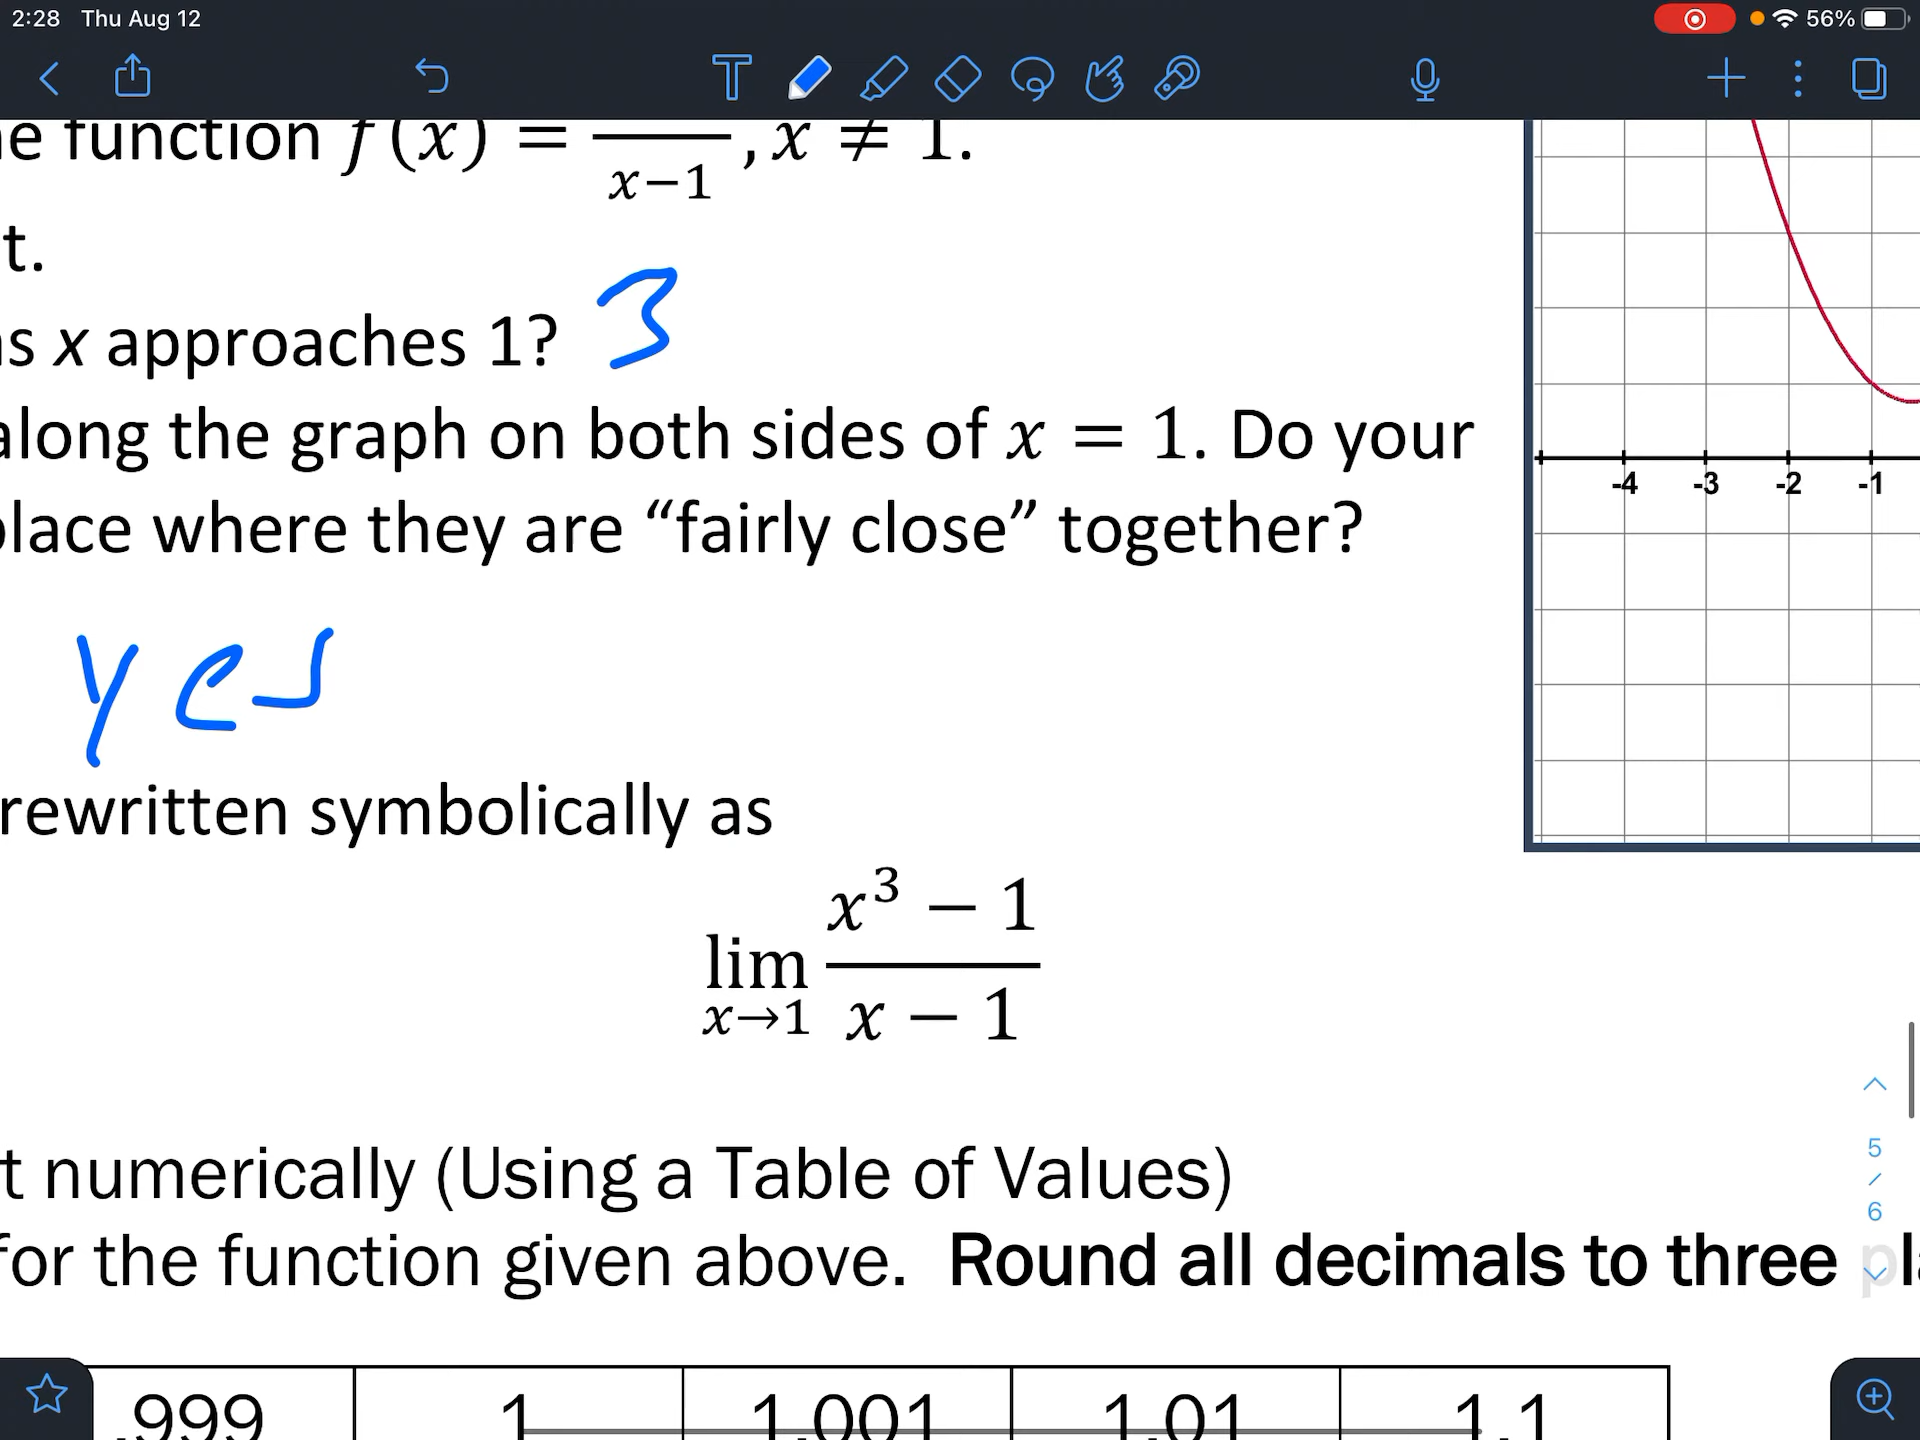 2:28 Thu Aug 12
56%
e function f(x) = /x−1, x ≠ 1.
t.
s x approaches 1? 3
along the graph on both sides of x = 1. Do your
place where they are “fairly close” together?
yes
rewritten symbolically as
lim x→1 x³ − 1 / x − 1
-4 -3 -2 -1
t numerically (Using a Table of Values)
for the function given above. Round all decimals to three pla
.999 1 1.001 1.01 1.1
5
/
6